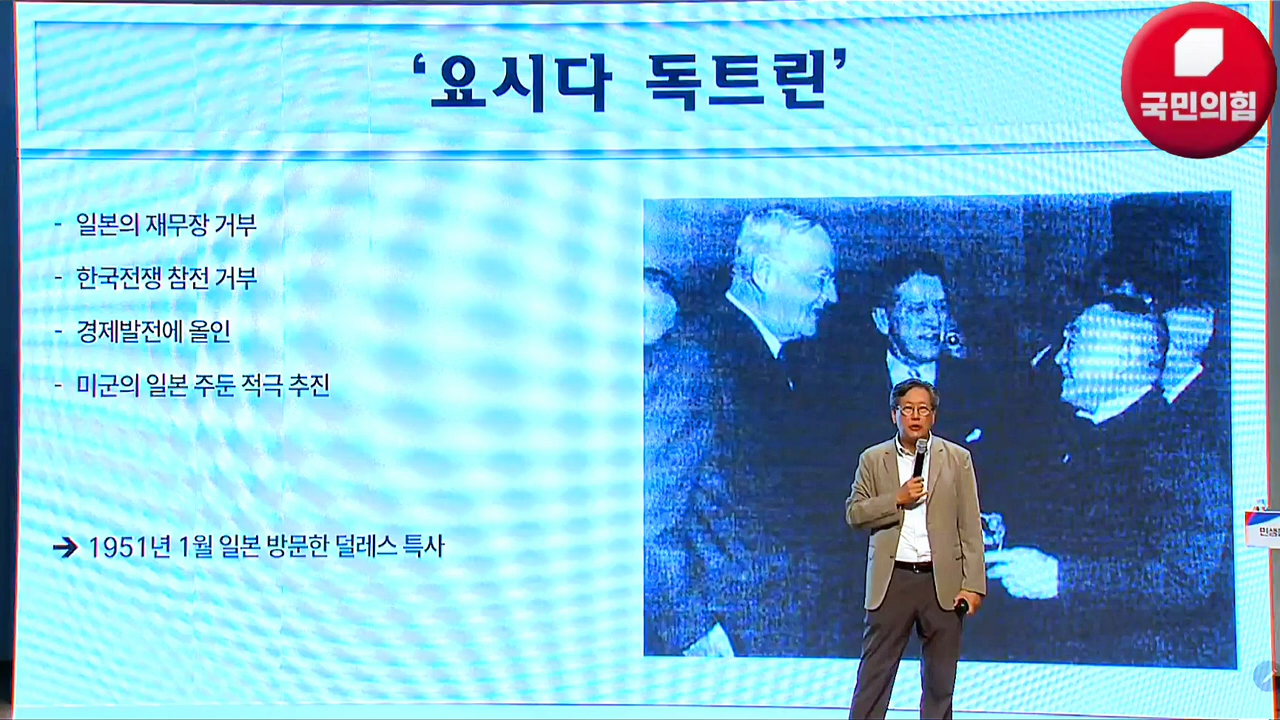 ‘요시다 독트린’
국민의힘
- 일본의 재무장 거부
- 한국전쟁 참전 거부
- 경제발전에 올인
- 미군의 일본 주둔 적극 추진
➔ 1951년 1월 일본 방문한 덜레스 특사